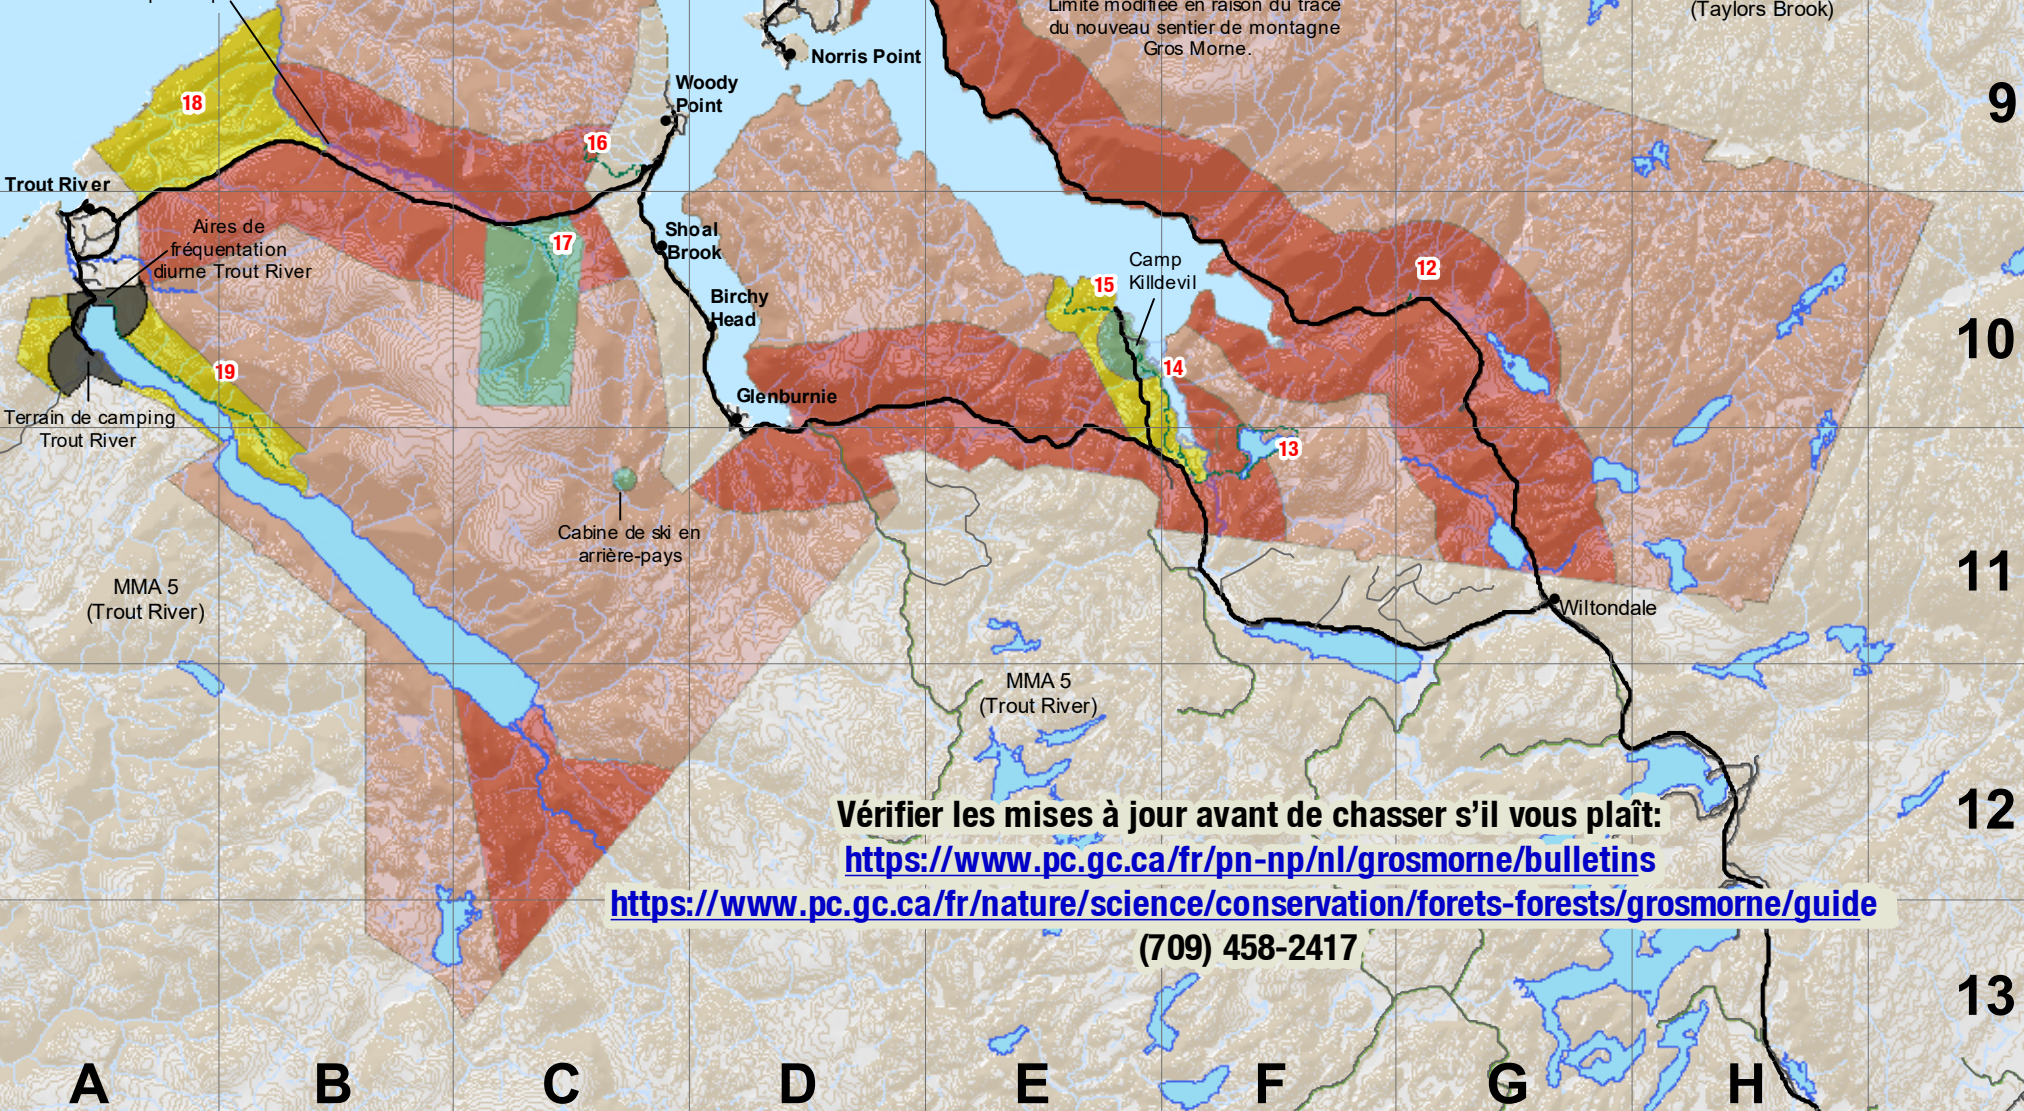 Limite modifiée en raison du tracé
du nouveau sentier de montagne
Gros Morne.
(Taylors Brook)
Norris Point
Woody
Point
9
18
16
Trout River
Aires de
fréquentation
diurne Trout River
17
Shoal
Brook
Camp
Killdevil
12
15
Birchy
Head
10
14
19
Glenburnie
Terrain de camping
Trout River
13
Cabine de ski en
arrière-pays
MMA 5
(Trout River)
11
Wiltondale
MMA 5
(Trout River)
12
Vérifier les mises à jour avant de chasser s’il vous plaît:
https://www.pc.gc.ca/fr/pn-np/nl/grosmorne/bulletins
https://www.pc.gc.ca/fr/nature/science/conservation/forets-forests/grosmorne/guide
(709) 458-2417
13
A B C D E F G H